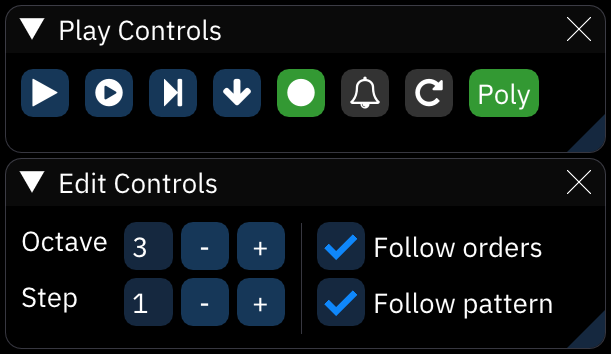 Play Controls
Poly
Edit Controls
Octave 3 - + Follow orders
Step 1 - + Follow pattern